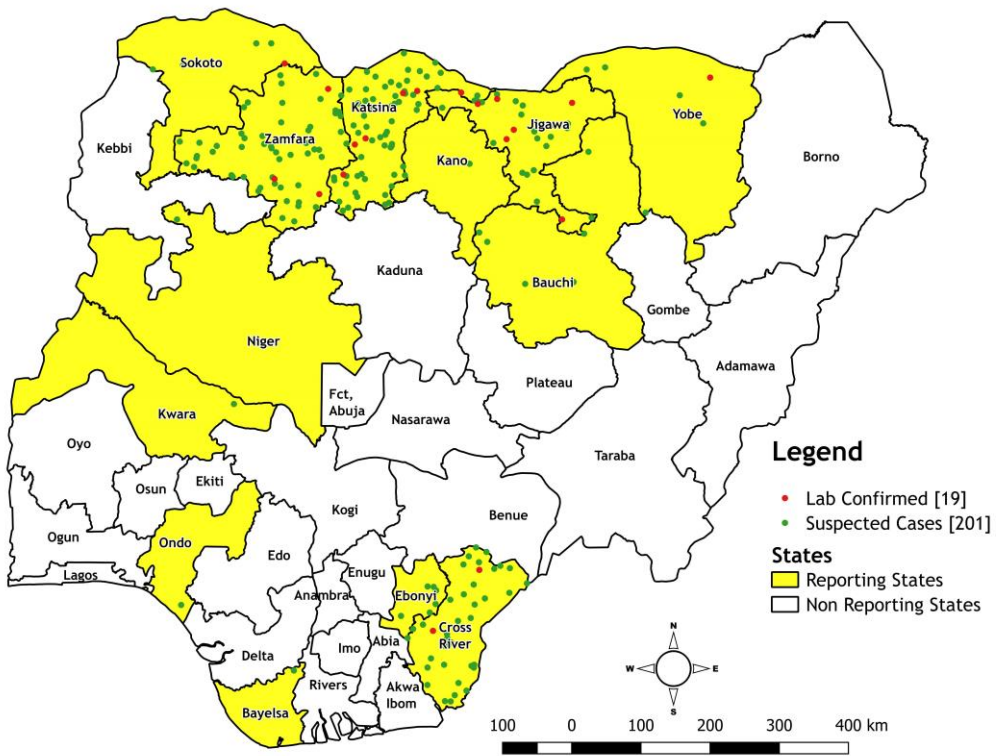 Sokoto
Katsina
Kebbi
Zamfara
Jigawa
Yobe
Kano
Borno
Kaduna
Bauchi
Gombe
Niger
Adamawa
Plateau
Fct,
Abuja
Nasarawa
Kwara
Oyo
Taraba
Osun
Ekiti
Kogi
Benue
Ogun
Ondo
Edo
Lagos
Enugu
Anambra
Ebonyi
Cross
River
Imo
Abia
Delta
Rivers
Akwa
Ibom
Bayelsa
Legend
Lab Confirmed [19]
Suspected Cases [201]
States
Reporting States
Non Reporting States
N
W
E
S
100 0 100 200 300 400 km